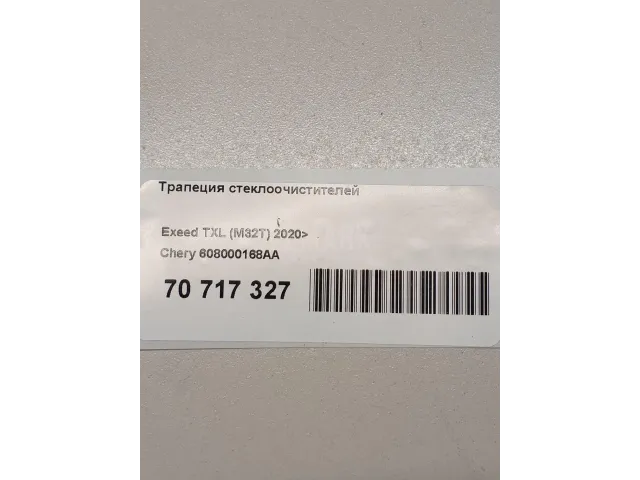 Трапеция стеклоочистителей
Exeed TXL (M32T) 2020>
Chery 608000168AA
70 717 327